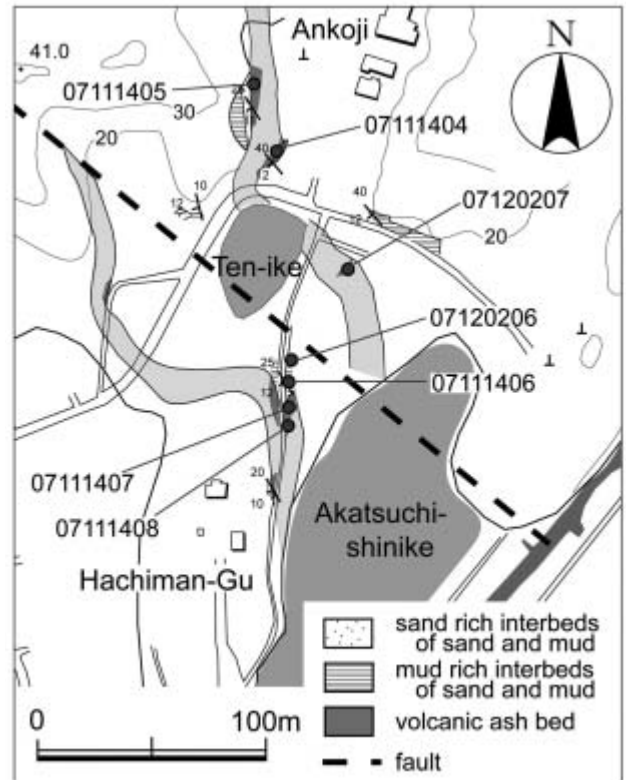 Ankoji
N
41.0
07111405
30
07111404
20
40
12
10
12
40
12
20
07120207
Ten-ike
07120206
25
07111406
12
07111407
20
10
07111408
Akatsuchi-
shinike
Hachiman-Gu
sand rich interbeds
of sand and mud
mud rich interbeds
of sand and mud
volcanic ash bed
fault
0
100m